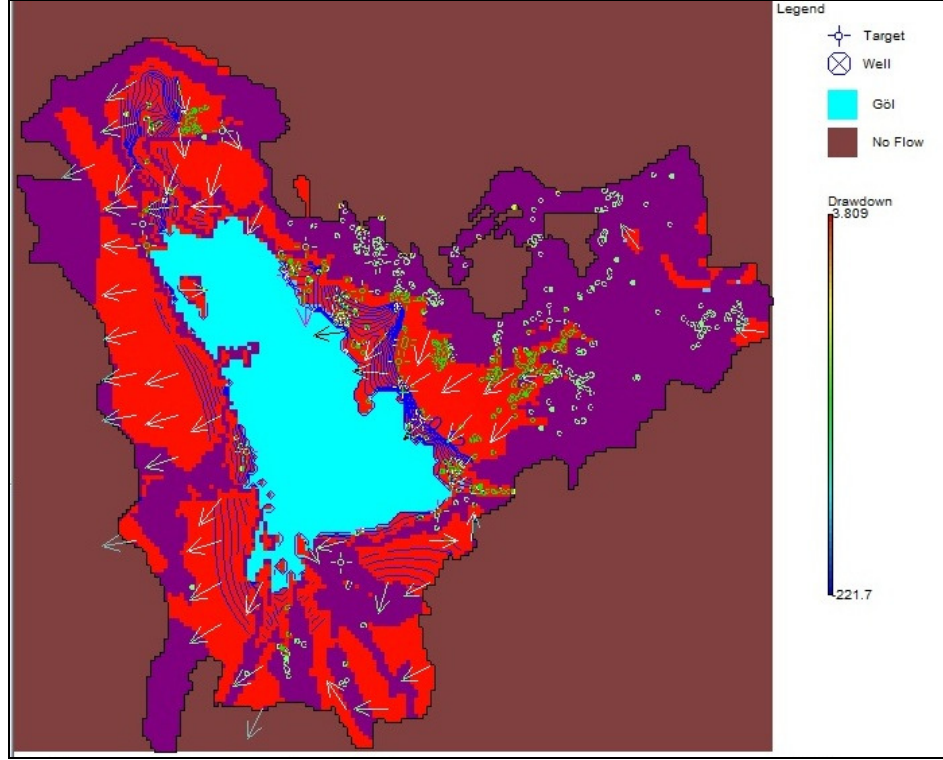 Legend
Target
Well
Göl
No Flow
Drawdown
3.809
-221.7